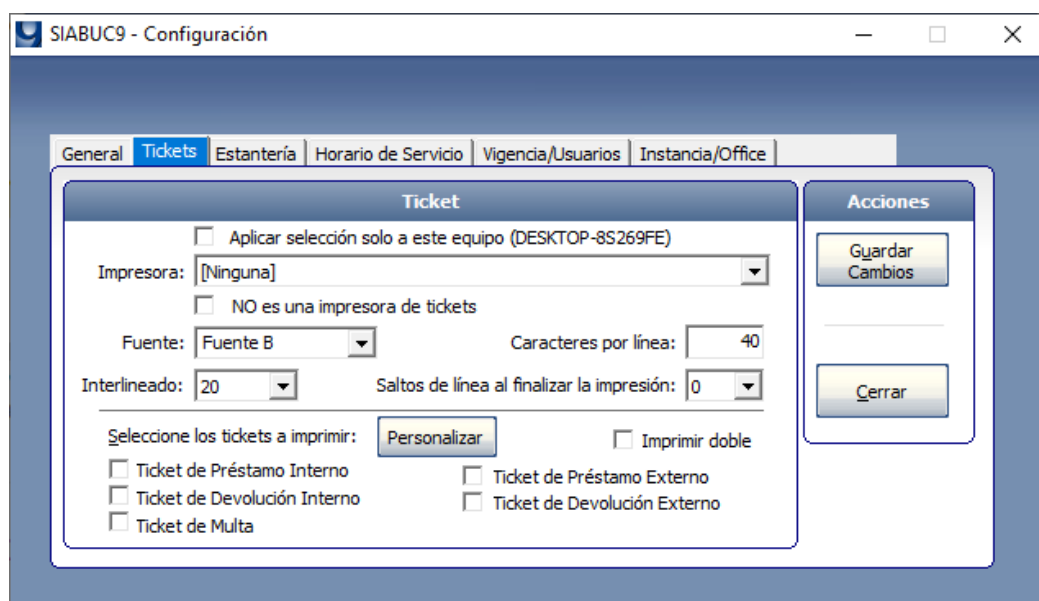 SIABUC9 - Configuración
General Tickets Estantería Horario de Servicio Vigencia/Usuarios Instancia/Office
Ticket
Aplicar selección solo a este equipo (DESKTOP-8S269FE)
Impresora: [Ninguna]
NO es una impresora de tickets
Fuente: Fuente B Caracteres por línea: 40
Interlineado: 20 Saltos de línea al finalizar la impresión: 0
Seleccione los tickets a imprimir: Personalizar Imprimir doble
Ticket de Préstamo Interno Ticket de Préstamo Externo
Ticket de Devolución Interno Ticket de Devolución Externo
Ticket de Multa
Acciones
Guardar
Cambios
Cerrar